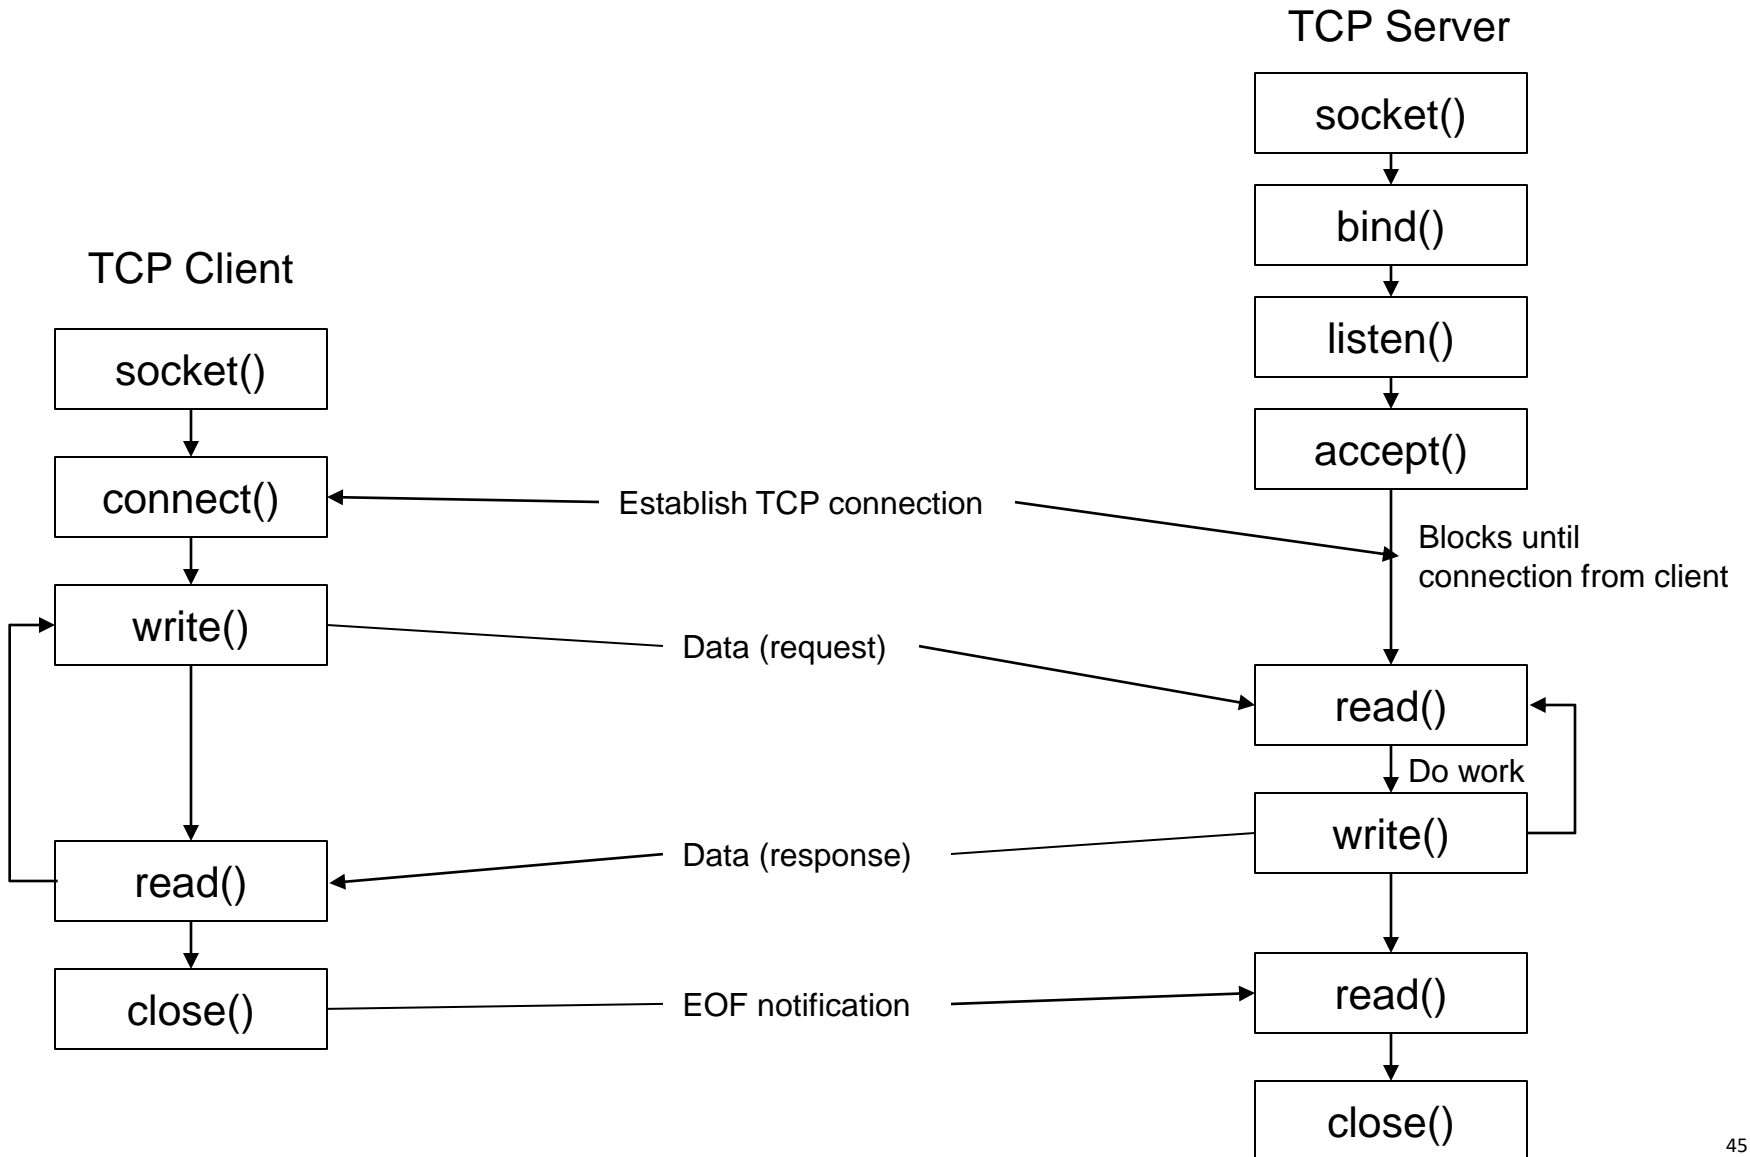 TCP Server
socket()
bind()
TCP Client
listen()
socket()
accept()
connect()
Establish TCP connection
Blocks until
connection from client
write()
Data (request)
read()
Do work
write()
Data (response)
read()
EOF notification
read()
close()
close()
45